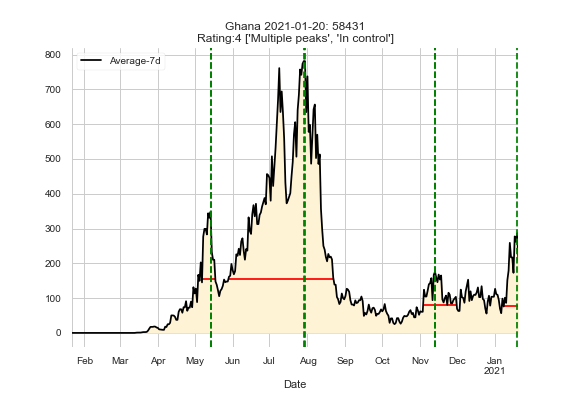 Ghana 2021-01-20: 58431
Rating:4 ['Multiple peaks', 'In control']
Average-7d
800
700
600
500
400
300
200
100
0
Feb Mar Apr May Jun Jul Aug Sep Oct Nov Dec Jan
2021
Date